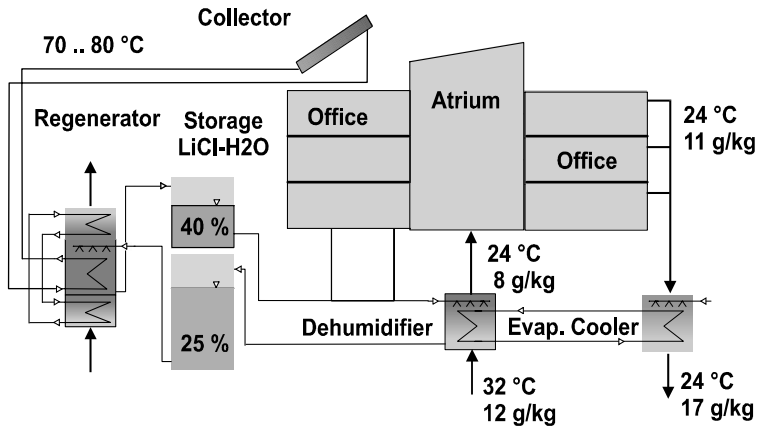 Collector
70 .. 80 °C
Regenerator
Storage
LiCl-H2O
Office
Atrium
Office
24 °C
11 g/kg
40 %
24 °C
8 g/kg
25 %
Dehumidifier
Evap. Cooler
32 °C
12 g/kg
24 °C
17 g/kg